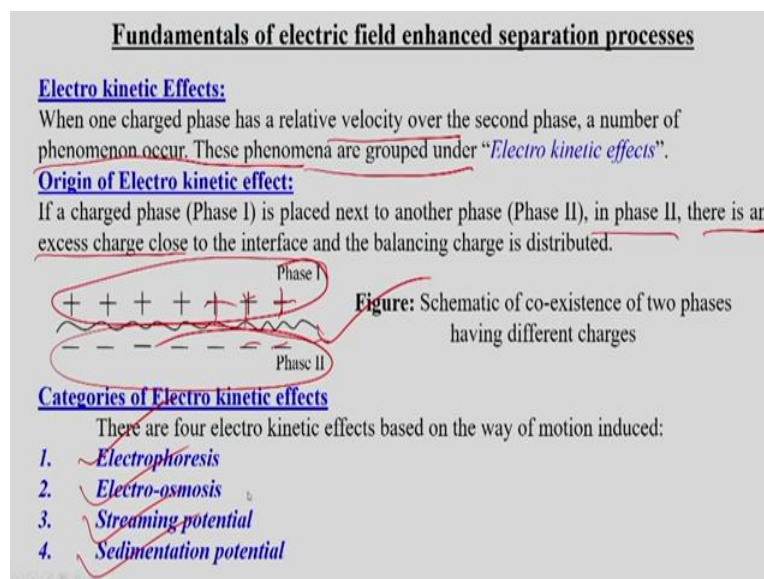 Fundamentals of electric field enhanced separation processes
Electro kinetic Effects:
When one charged phase has a relative velocity over the second phase, a number of
phenomenon occur. These phenomena are grouped under “Electro kinetic effects”.
Origin of Electro kinetic effect:
If a charged phase (Phase I) is placed next to another phase (Phase II), in phase II, there is an
excess charge close to the interface and the balancing charge is distributed.
Phase I
+ + + + + + +
Figure: Schematic of co-existence of two phases
having different charges
− − − − − − −
Phase II
Categories of Electro kinetic effects
There are four electro kinetic effects based on the way of motion induced:
1. Electrophoresis
2. Electro-osmosis
3. Streaming potential
4. Sedimentation potential